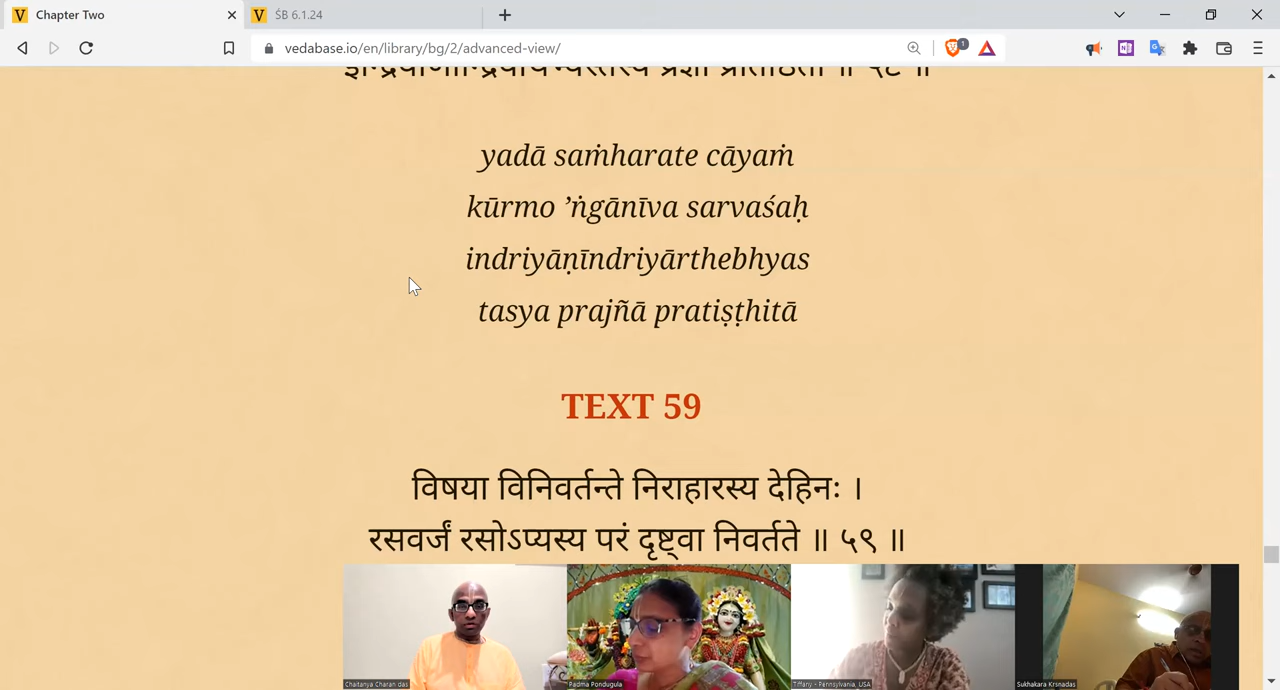 Chapter Two
ŚB 6.1.24
vedabase.io/en/library/bg/2/advanced-view/
1
yadā saṁharate cāyaṁ
kūrmo ’ṅgānīva sarvaśaḥ
indriyāṇīndriyārthebhyas
tasya prajñā pratiṣṭhitā
TEXT 59
विषया विनिवर्तन्ते निराहारस्य देहिनः ।
रसवर्जं रसोऽप्यस्य परं दृष्ट्वा निवर्तते ॥ ५९ ॥
Chaitanya Charan das
Padma Pondugula
Tiffany - Pennsylvania, USA
Sukhakara Krsnadas